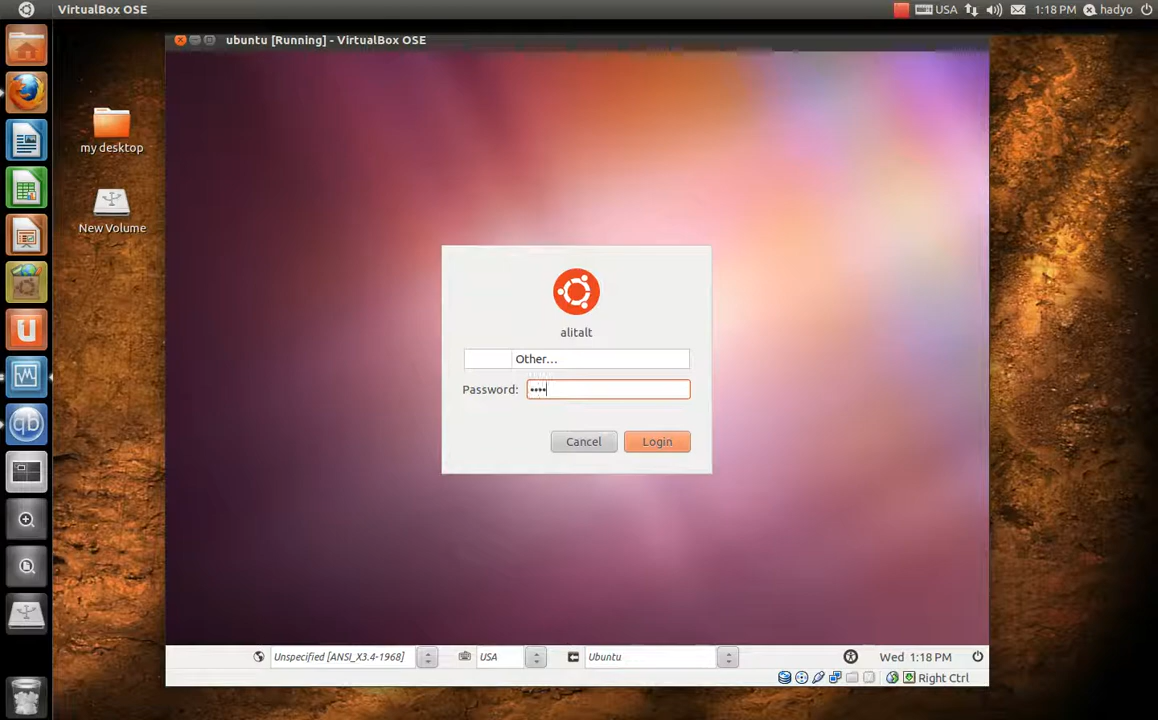 VirtualBox OSE
USA
1:18 PM
hadyo
ubuntu [Running] - VirtualBox OSE
my desktop
New Volume
alitalt
Other...
Password: ••••
Cancel
Login
Unspecified [ANSI_X3.4-1968]
USA
Ubuntu
Wed 1:18 PM
Right Ctrl
U
qb